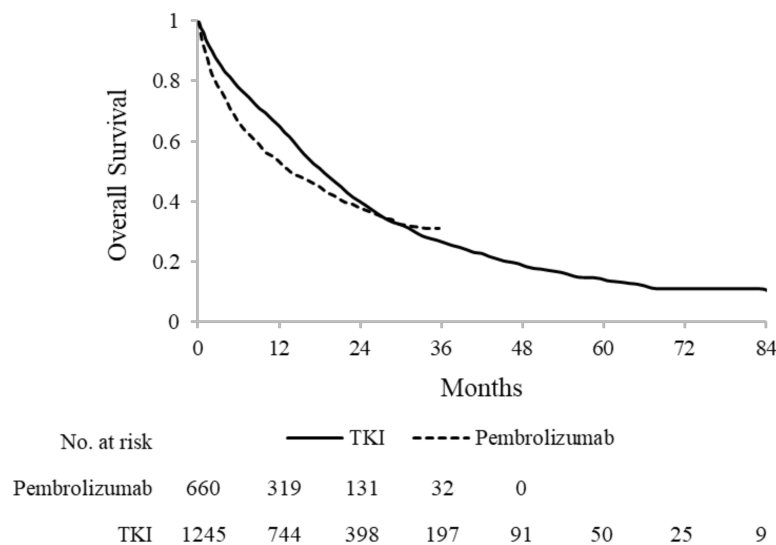 1
0.8
0.6
0.4
0.2
0
Overall Survival
0 12 24 36 48 60 72 84
Months
No. at risk
TKI Pembrolizumab
Pembrolizumab 660 319 131 32 0
TKI 1245 744 398 197 91 50 25 9